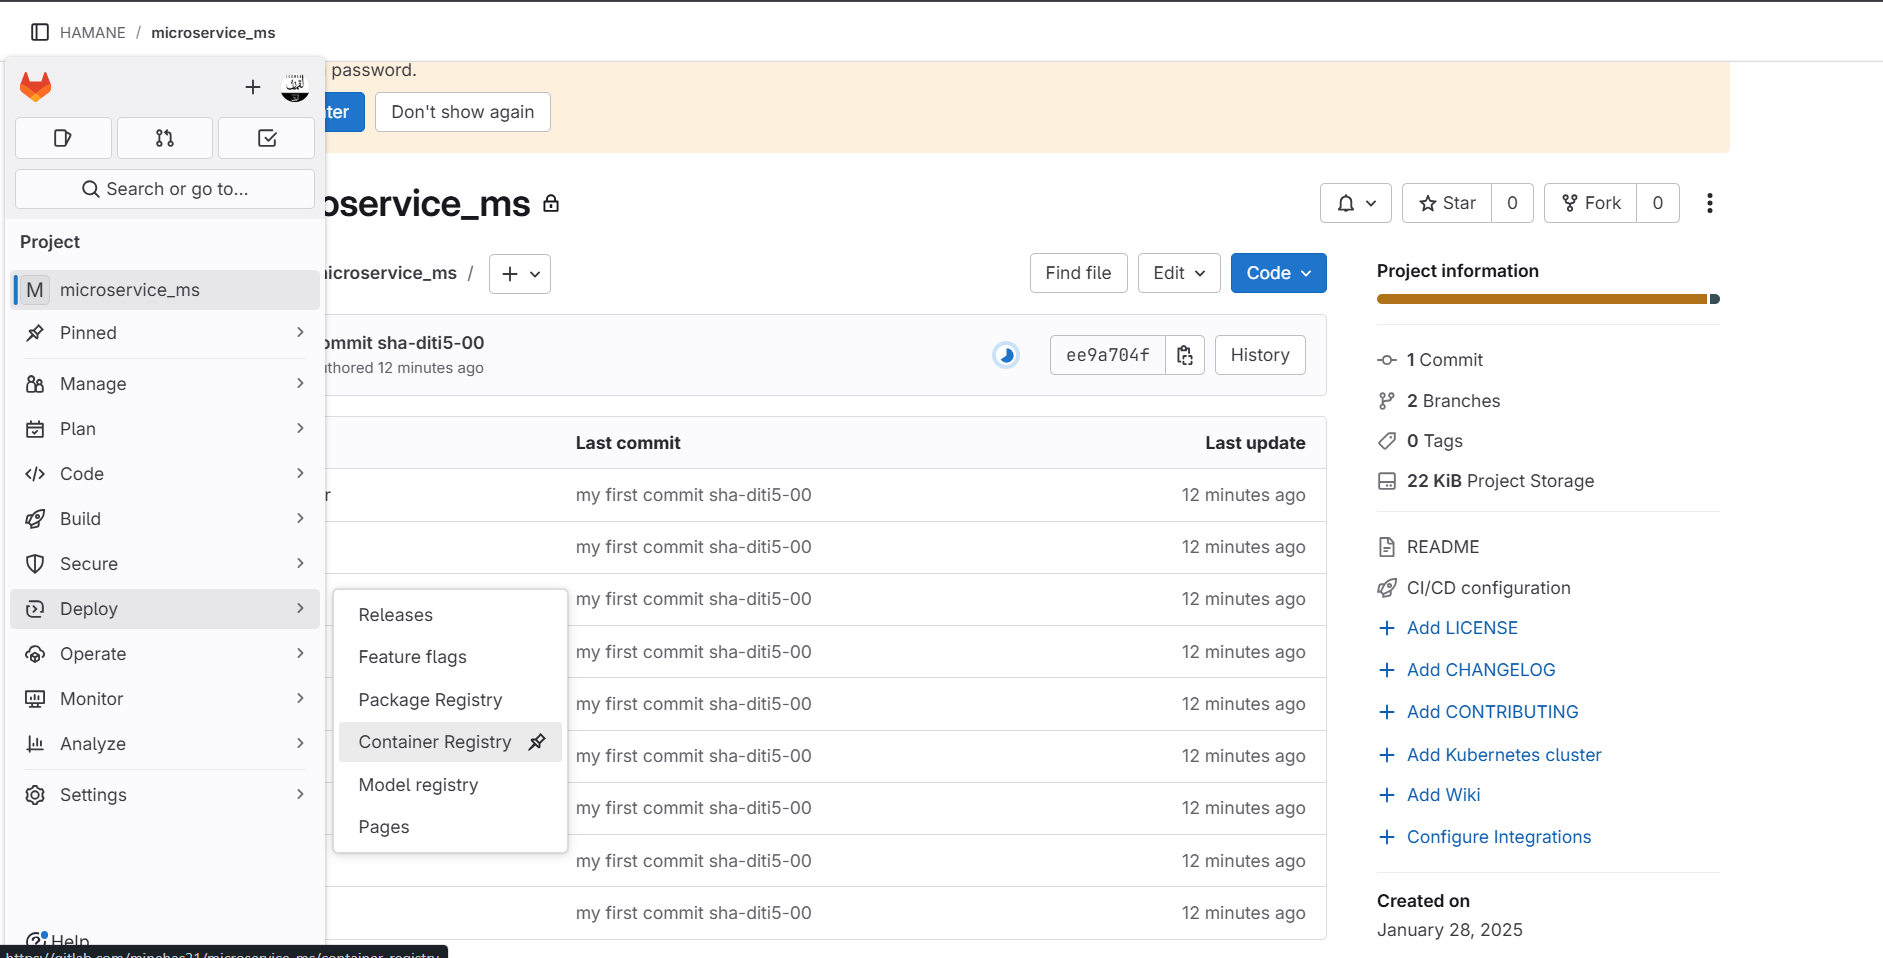 HAMANE / microservice_ms
password.
Don't show again
Search or go to...
Project
M microservice_ms
Pinned
Manage
Plan
Code
Build
Secure
Deploy
Operate
Monitor
Analyze
Settings
Help
Releases
Feature flags
Package Registry
Container Registry
Model registry
Pages
Star 0
Fork 0
Find file
Edit
Code
sha-diti5-00
12 minutes ago
ee9a704f
History
Last commit Last update
my first commit sha-diti5-00 12 minutes ago
my first commit sha-diti5-00 12 minutes ago
my first commit sha-diti5-00 12 minutes ago
my first commit sha-diti5-00 12 minutes ago
my first commit sha-diti5-00 12 minutes ago
my first commit sha-diti5-00 12 minutes ago
my first commit sha-diti5-00 12 minutes ago
my first commit sha-diti5-00 12 minutes ago
my first commit sha-diti5-00 12 minutes ago
Project information
1 Commit
2 Branches
0 Tags
22 KiB Project Storage
README
CI/CD configuration
Add LICENSE
Add CHANGELOG
Add CONTRIBUTING
Add Kubernetes cluster
Add Wiki
Configure Integrations
Created on
January 28, 2025